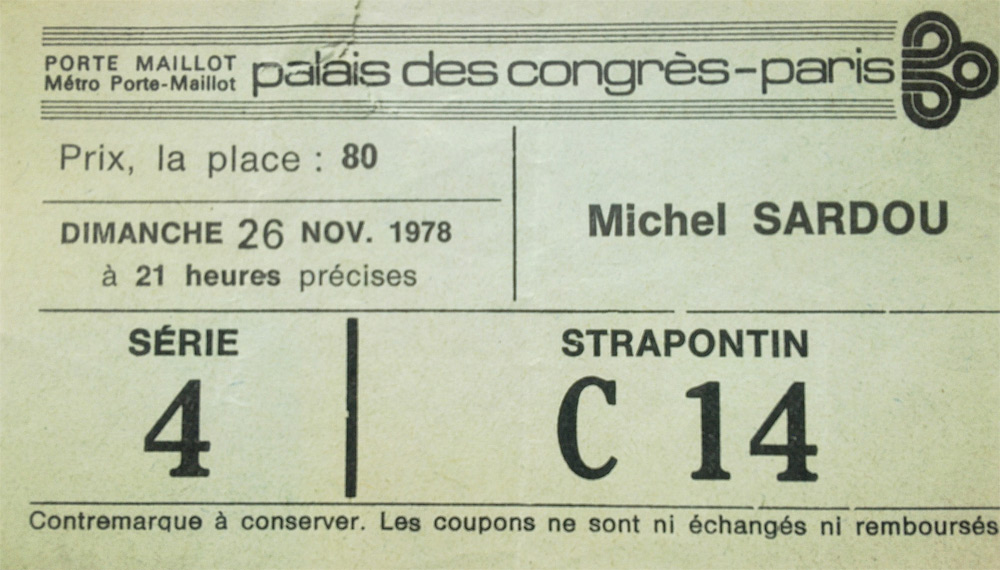 PORTE MAILLOT
Métro Porte-Maillot
palais des congrès-paris
Prix, la place : 80
DIMANCHE 26 NOV. 1978
à 21 heures précises
Michel SARDOU
SÉRIE
4
STRAPONTIN
C 14
Contremarque à conserver. Les coupons ne sont ni échangés ni remboursés